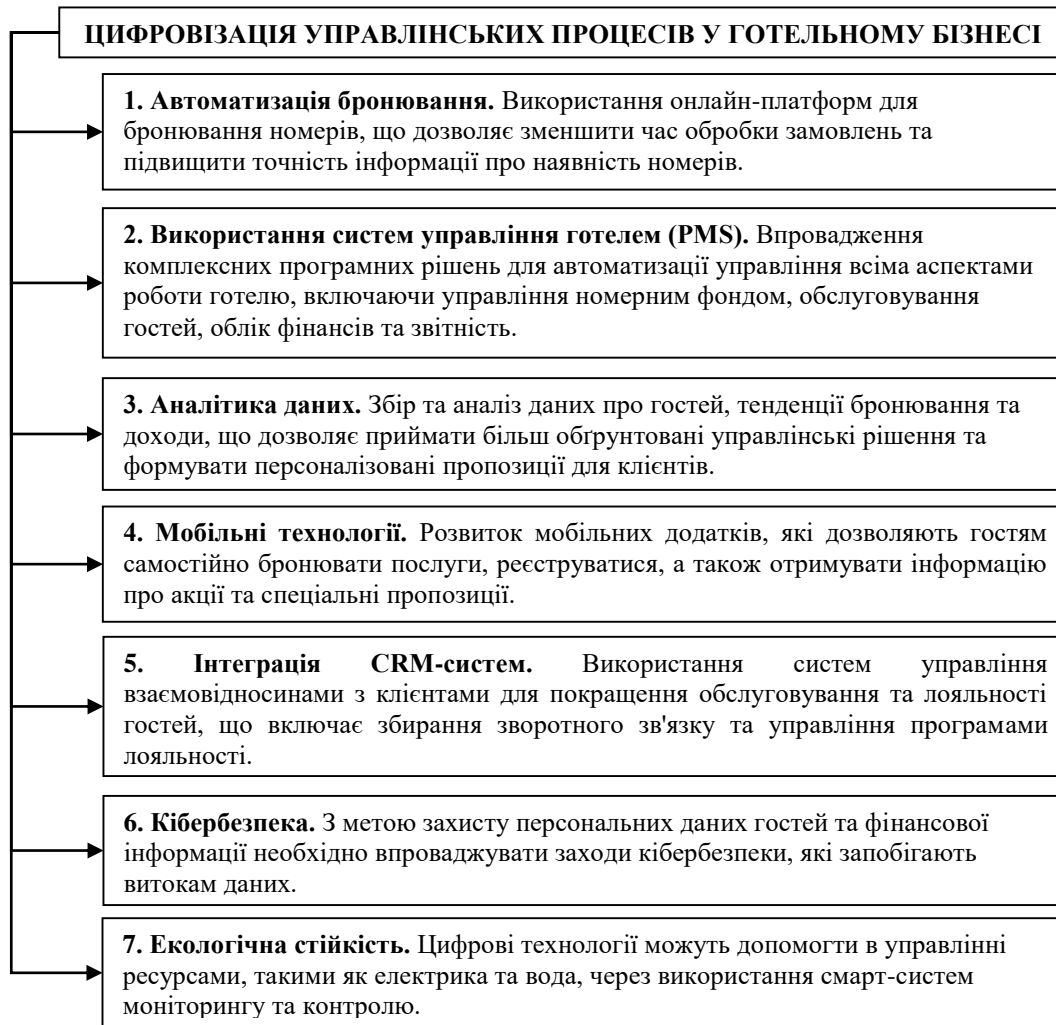 ЦИФРОВІЗАЦІЯ УПРАВЛІНСЬКИХ ПРОЦЕСІВ У ГОТЕЛЬНОМУ БІЗНЕСІ
1. Автоматизація бронювання. Використання онлайн-платформ для
бронювання номерів, що дозволяє зменшити час обробки замовлень та
підвищити точність інформації про наявність номерів.
2. Використання систем управління готелем (PMS). Впровадження
комплексних програмних рішень для автоматизації управління всіма аспектами
роботи готелю, включаючи управління номерним фондом, обслуговування
гостей, облік фінансів та звітність.
3. Аналітика даних. Збір та аналіз даних про гостей, тенденції бронювання та
доходи, що дозволяє приймати більш обґрунтовані управлінські рішення та
формувати персоналізовані пропозиції для клієнтів.
4. Мобільні технології. Розвиток мобільних додатків, які дозволяють гостям
самостійно бронювати послуги, реєструватися, а також отримувати інформацію
про акції та спеціальні пропозиції.
5. Інтеграція CRM-систем. Використання систем управління
взаємовідносинами з клієнтами для покращення обслуговування та лояльності
гостей, що включає збирання зворотного зв'язку та управління програмами
лояльності.
6. Кібербезпека. З метою захисту персональних даних гостей та фінансової
інформації необхідно впроваджувати заходи кібербезпеки, які запобігають
витокам даних.
7. Екологічна стійкість. Цифрові технології можуть допомогти в управлінні
ресурсами, такими як електрика та вода, через використання смарт-систем
моніторингу та контролю.